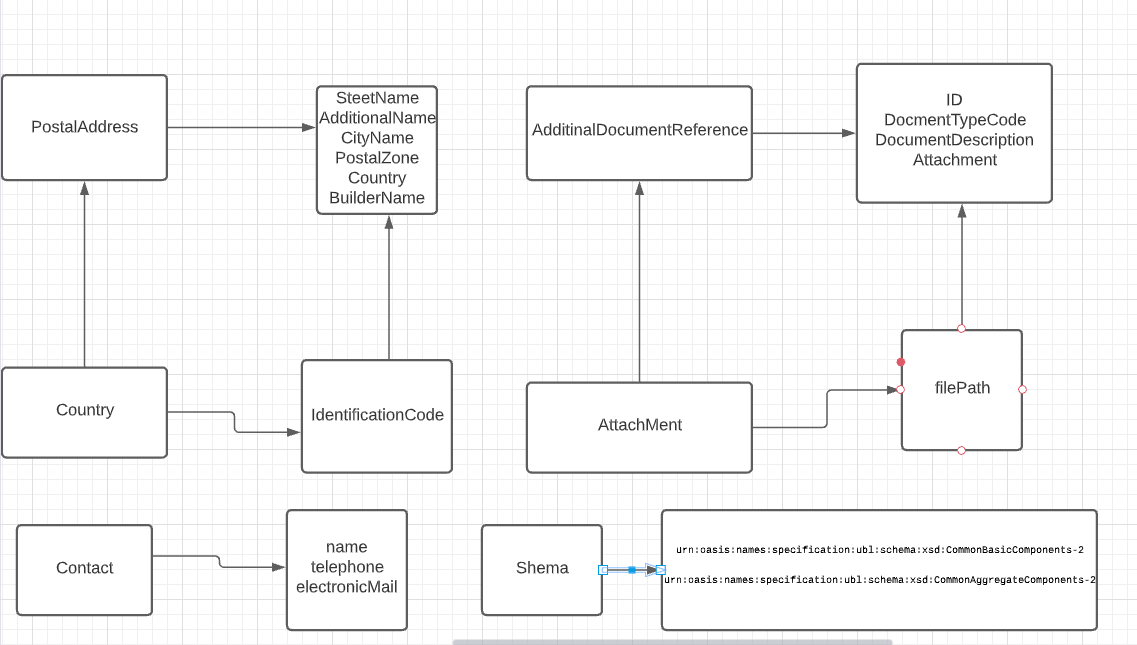 PostalAddress
SteetName
AdditionalName
CityName
PostalZone
Country
BuilderName
AdditinalDocumentReference
ID
DocmentTypeCode
DocumentDescription
Attachment
Country
IdentificationCode
AttachMent
filePath
Contact
name
telephone
electronicMail
Shema
urn:oasis:names:specification:ubl:schema:xsd:CommonBasicComponents-2
urn:oasis:names:specification:ubl:schema:xsd:CommonAggregateComponents-2